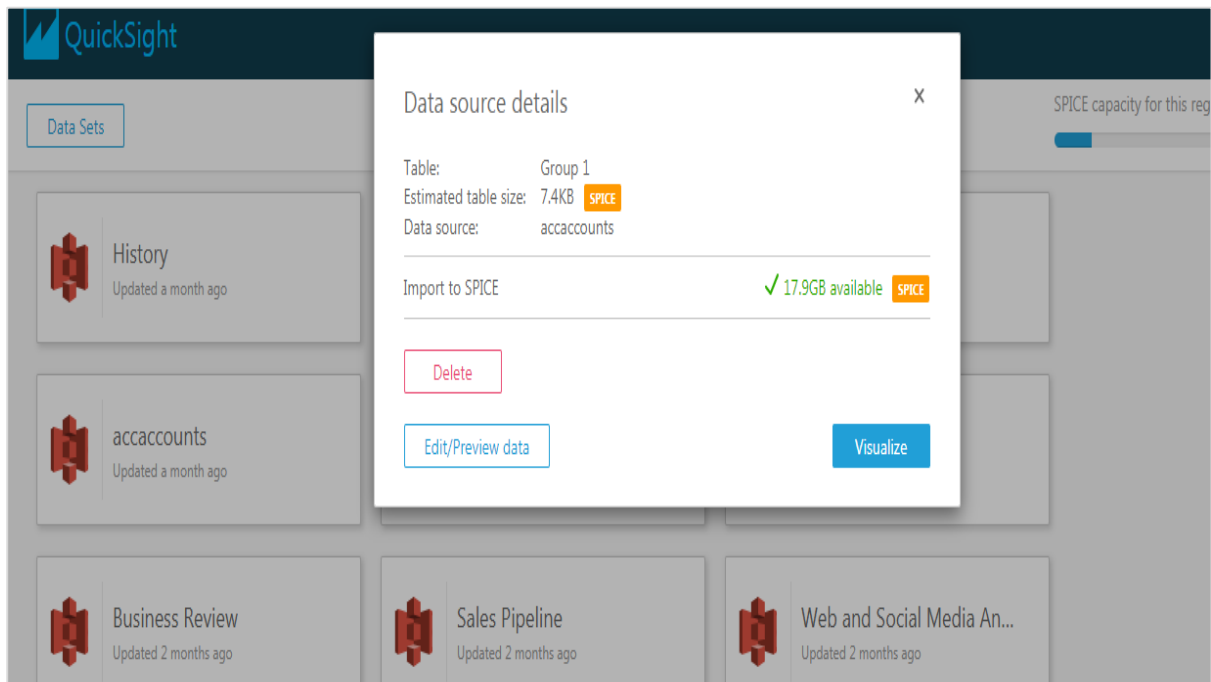 QuickSight
Data Sets
SPICE capacity for this reg
Data source details
X
Table: Group 1
Estimated table size: 7.4KB SPICE
Data source: accaccounts
Import to SPICE 17.9GB available SPICE
Delete
Edit/Preview data Visualize
History
Updated a month ago
accaccounts
Updated a month ago
Business Review
Updated 2 months ago
Sales Pipeline
Updated 2 months ago
Web and Social Media An...
Updated 2 months ago